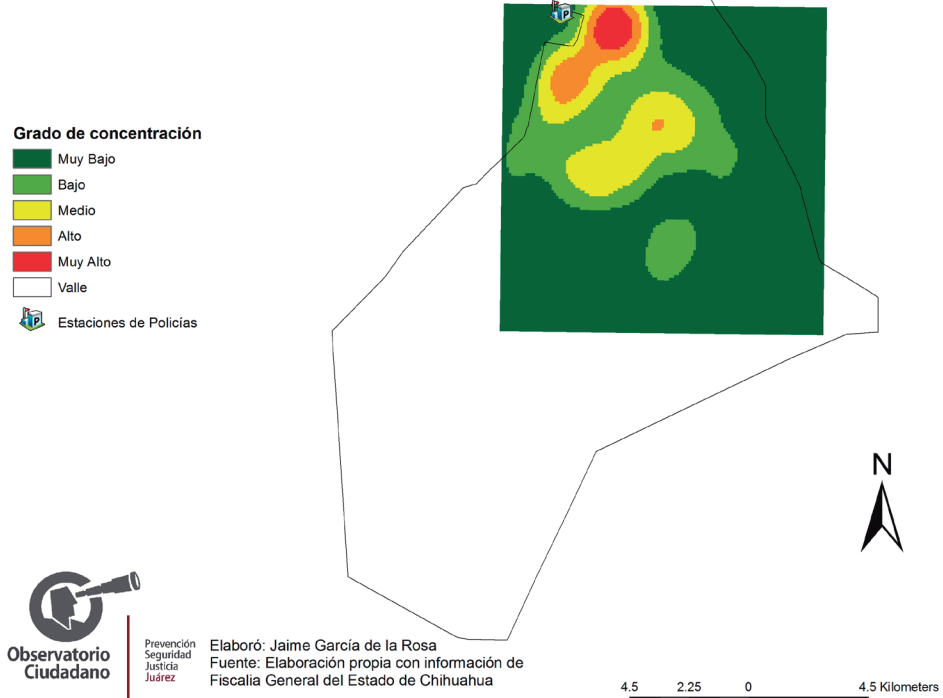 Grado de concentración
Muy Bajo
Bajo
Medio
Alto
Muy Alto
Valle
P Estaciones de Policías
P
N
Observatorio
Ciudadano
Prevención
Seguridad
Justicia
Juárez
Elaboró: Jaime García de la Rosa
Fuente: Elaboración propia con información de
Fiscalia General del Estado de Chihuahua
4.5 2.25 0 4.5 Kilometers